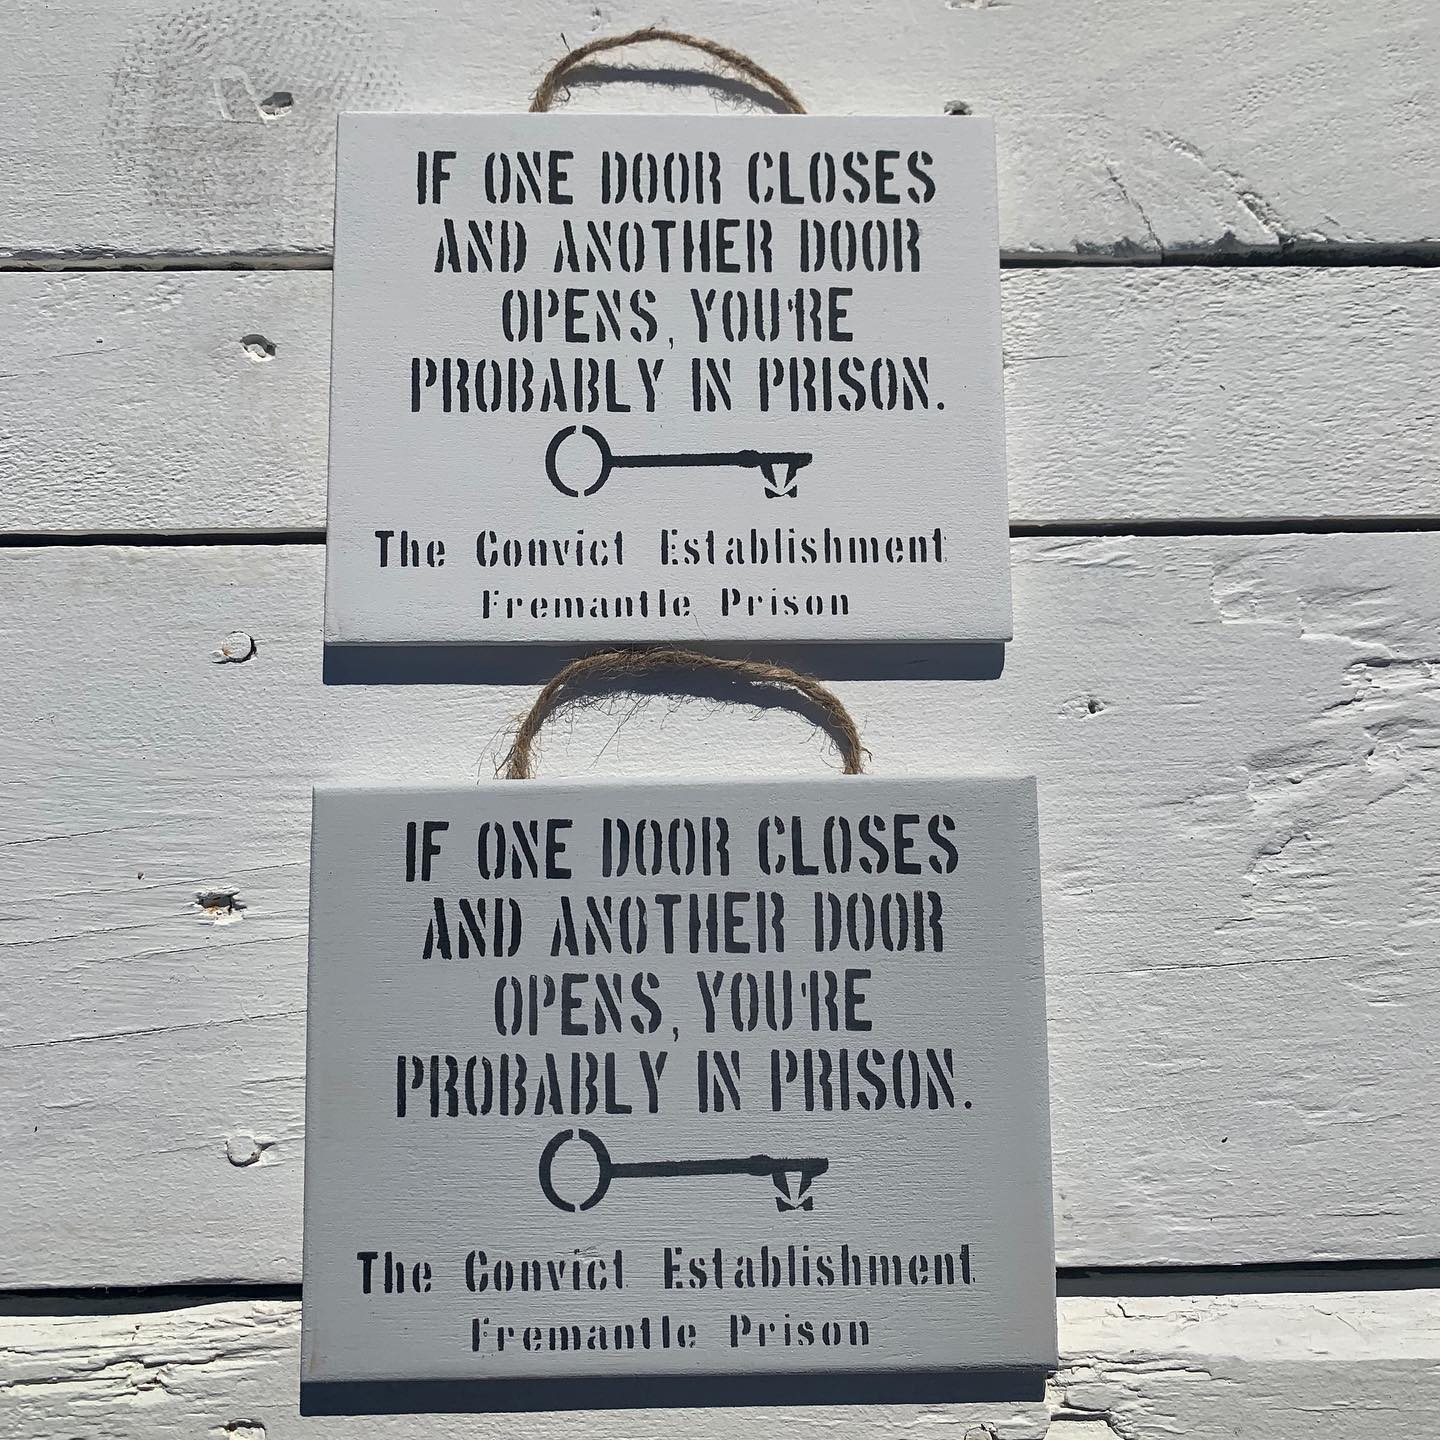 IF ONE DOOR CLOSES
AND ANOTHER DOOR
OPENS, YOU'RE
PROBABLY IN PRISON.
The Convict Establishment
Fremantle Prison
IF ONE DOOR CLOSES
AND ANOTHER DOOR
OPENS, YOU'RE
PROBABLY IN PRISON.
The Convict Establishment
Fremantle Prison